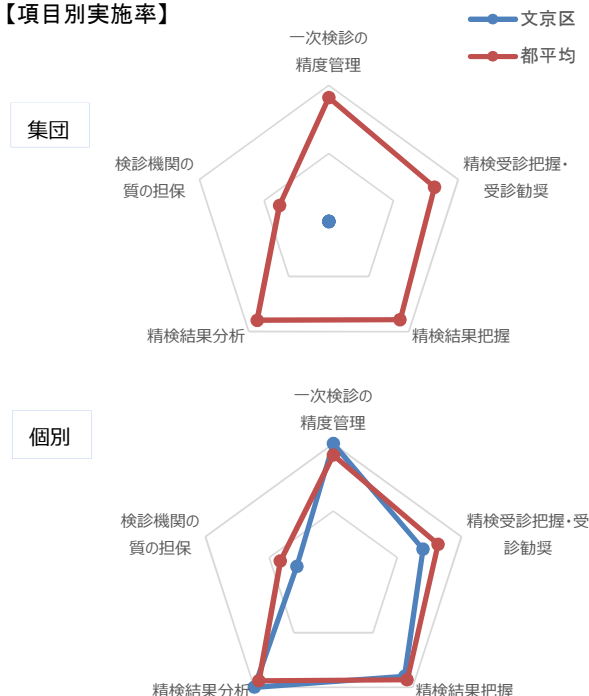 【項目別実施率】
文京区
都平均
集団
一次検診の
精度管理
精検受診把握・
受診勧奨
精検結果把握
精検結果分析
検診機関の
質の担保
個別
一次検診の
精度管理
精検受診把握・受
診勧奨
精検結果把握
精検結果分析
検診機関の
質の担保